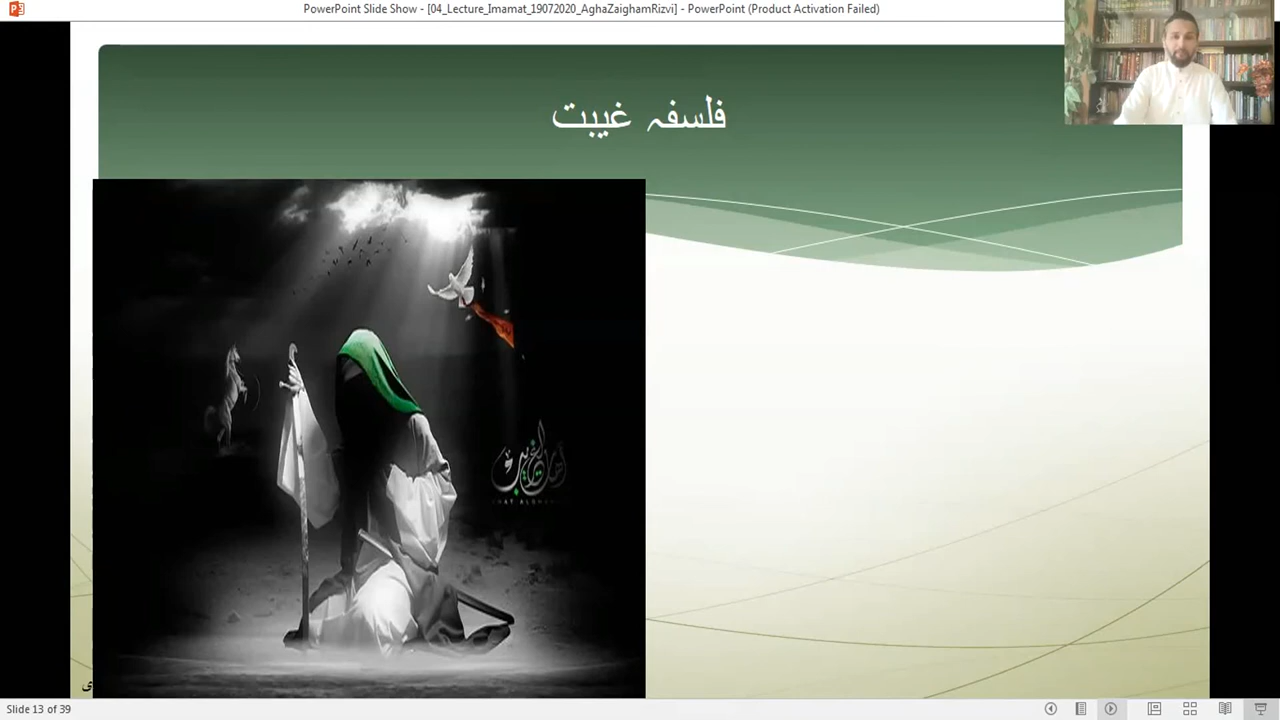 PowerPoint Slide Show - [04_Lecture_Imamat_19072020_AghaZaighamRizvi] - PowerPoint (Product Activation Failed)
فلسفہ غیبت
Slide 13 of 39